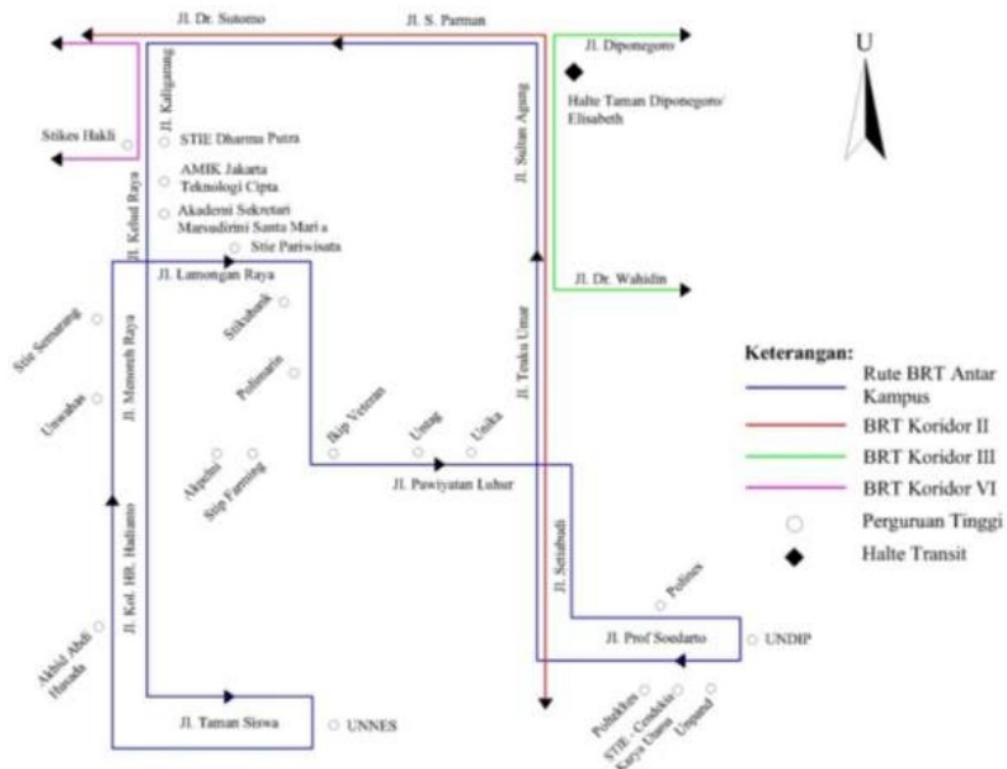 Jl. Dr. Sutomo
Jl. S. Parman
Jl. Diponegoro
U
Halte Taman Diponegoro/
Elisabeth
Jl. Kaligarang
Stikes Hakli
STIE Dharma Putra
AMIK Jakarta
Teknologi Cipta
Akademi Sekretari
Marsudirini Santa Maria
Stie Pariwisata
Jl. Kelud Raya
Jl. Sultan Agung
Jl. Lamongan Raya
Jl. Dr. Wahidin
Stie Semarang
Stikubank
Jl. Menoreh Raya
Polimarin
Jl. Teuku Umar
Unwahas
Akpelni
Stip Farming
Ikip Veteran
Untag
Unika
Jl. Pawiyatan Luhur
Keterangan:
Rute BRT Antar
Kampus
BRT Koridor II
BRT Koridor III
BRT Koridor VI
Perguruan Tinggi
Halte Transit
Jl. Kol. HR. Hadianto
Jl. Setiabudi
Polines
Akbid Abdi
Husada
Jl. Prof Soedarto
UNDIP
Jl. Taman Siswa
UNNES
Poltekkes
STIE - Cendekia
Karya Utama
Unpand